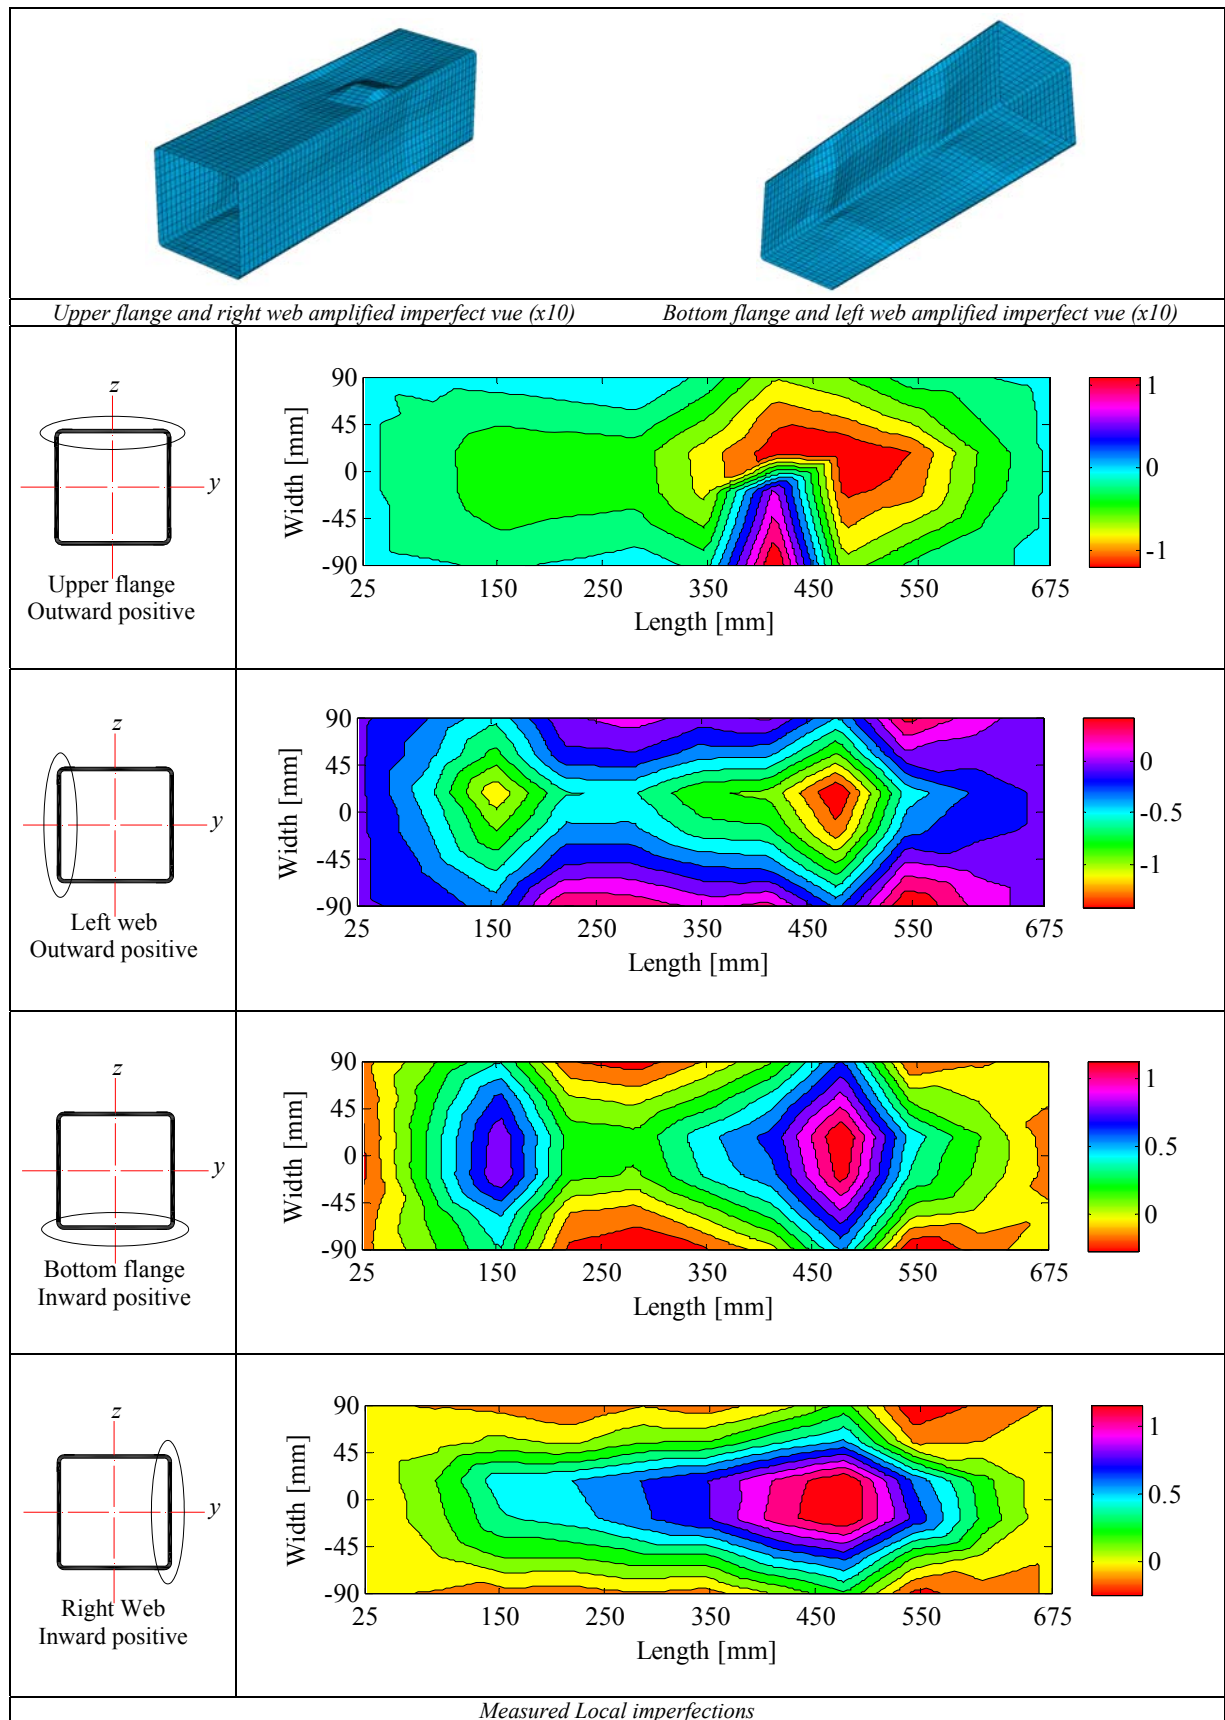 Upper flange and right web amplified imperfect vue (x10)
Bottom flange and left web amplified imperfect vue (x10)
z
y
Upper flange
Outward positive
Width [mm]
90
45
0
-45
-90
25 150 250 350 450 550 675
Length [mm]
1
0
-1
z
y
Left web
Outward positive
Width [mm]
90
45
0
-45
-90
25 150 250 350 450 550 675
Length [mm]
0
-0.5
-1
z
y
Bottom flange
Inward positive
Width [mm]
90
45
0
-45
-90
25 150 250 350 450 550 675
Length [mm]
1
0.5
0
z
y
Right Web
Inward positive
Width [mm]
90
45
0
-45
-90
25 150 250 350 450 550 675
Length [mm]
1
0.5
0
Measured Local imperfections